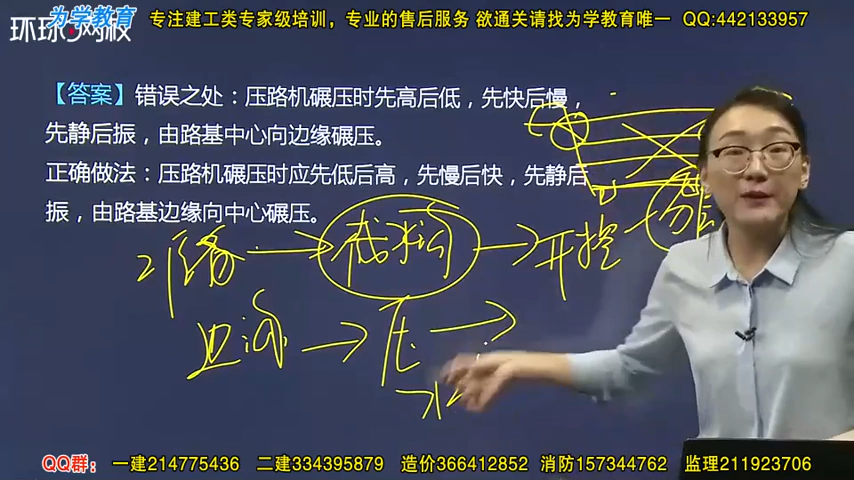 为学教育
环球网校
专注建工类专家级培训，专业的售后服务 欲通关请找为学教育唯一 QQ:442133957
【答案】错误之处：压路机碾压时先高后低，先快后慢，
先静后振，由路基中心向边缘碾压。
正确做法：压路机碾压时应先低后高，先慢后快，先静后
振，由路基边缘向中心碾压。
准备
开挖
QQ群： 一建214775436 二建334395879 造价366412852 消防157344762 监理211923706